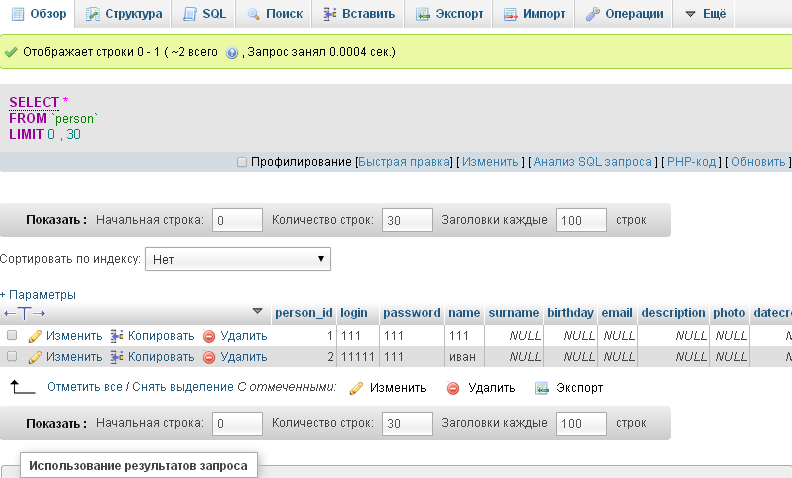 Обзор Структура SQL Поиск Вставить Экспорт Импорт Операции Ещё
Отображает строки 0 - 1 ( ~2 всего , Запрос занял 0.0004 сек.)
SELECT *
FROM `person`
LIMIT 0 , 30
Профилирование [Быстрая правка] [ Изменить ] [ Анализ SQL запроса ] [ PHP-код ] [ Обновить ]
Показать : Начальная строка: 0 Количество строк: 30 Заголовки каждые 100 строк
Сортировать по индексу: Нет
+ Параметры
←T→ person_id login password name surname birthday email description photo datecre
Изменить Копировать Удалить 1 111 111 111 NULL NULL NULL NULL NULL
Изменить Копировать Удалить 2 11111 111 иван NULL NULL NULL NULL NULL
Отметить все / Снять выделение С отмеченными: Изменить Удалить Экспорт
Показать : Начальная строка: 0 Количество строк: 30 Заголовки каждые 100 строк
Использование результатов запроса